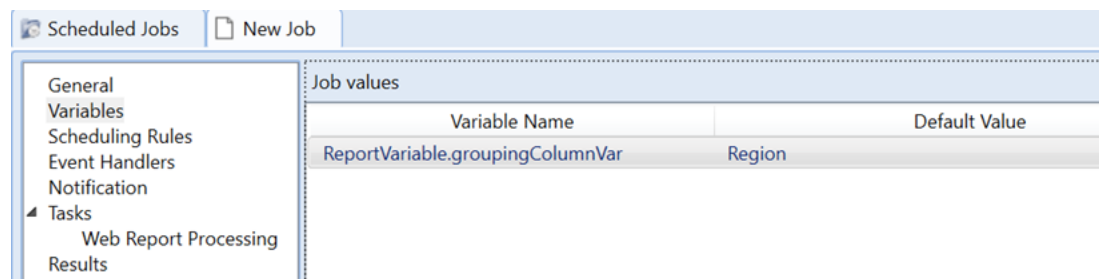 Scheduled Jobs New Job
General
Variables
Scheduling Rules
Event Handlers
Notification
Tasks
Web Report Processing
Results
Job values
Variable Name Default Value
ReportVariable.groupingColumnVar Region